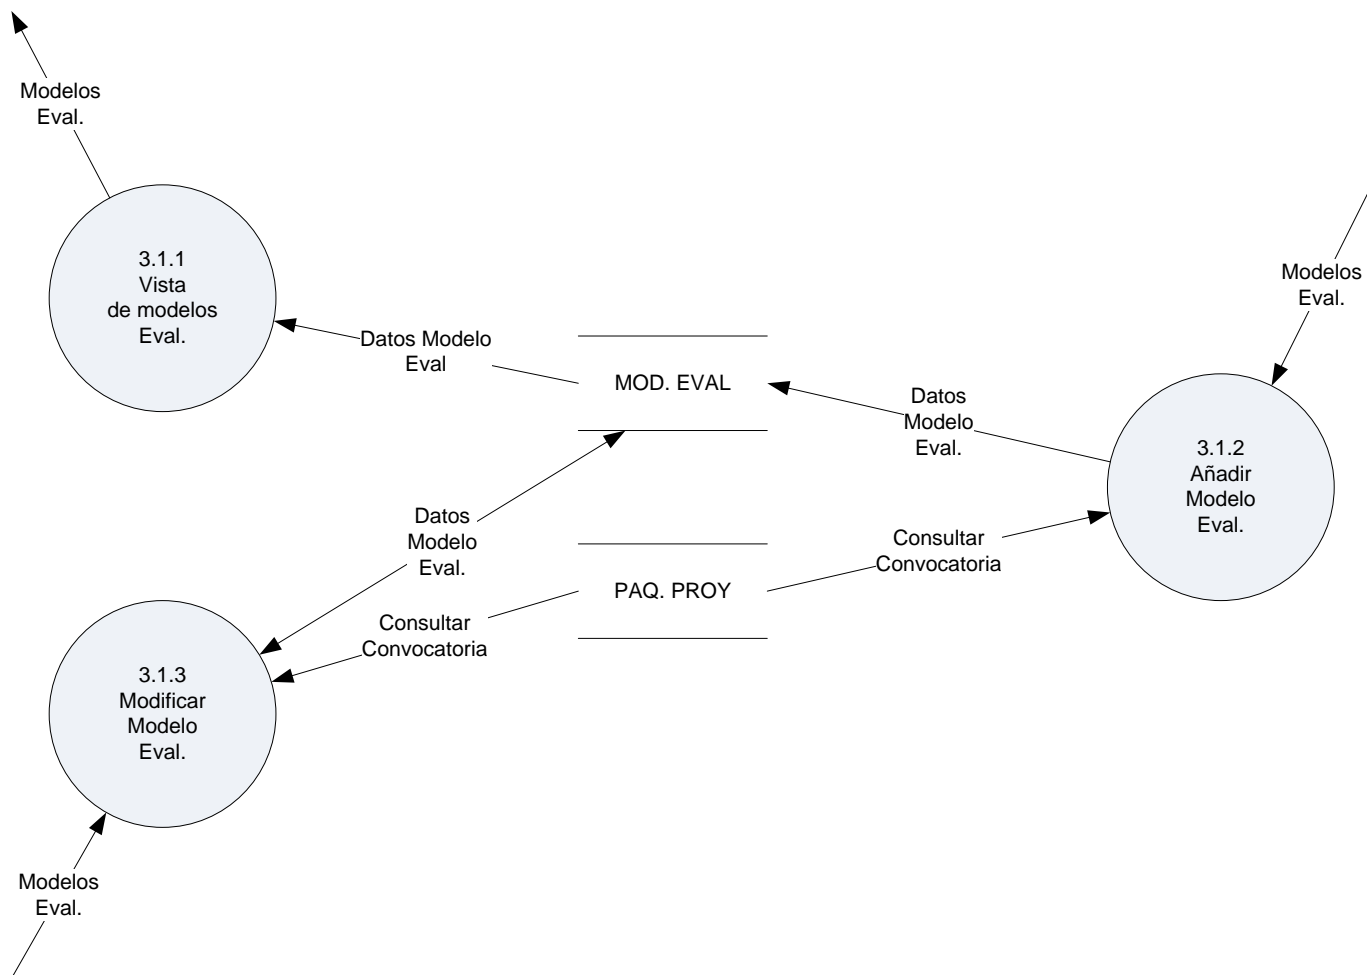 Modelos
Eval.
3.1.1
Vista
de modelos
Eval.
Modelos
Eval.
Datos Modelo
Eval
MOD. EVAL
Datos
Modelo
Eval.
3.1.2
Añadir
Modelo
Eval.
Datos
Modelo
Eval.
Consultar
Convocatoria
PAQ. PROY
Consultar
Convocatoria
3.1.3
Modificar
Modelo
Eval.
Modelos
Eval.